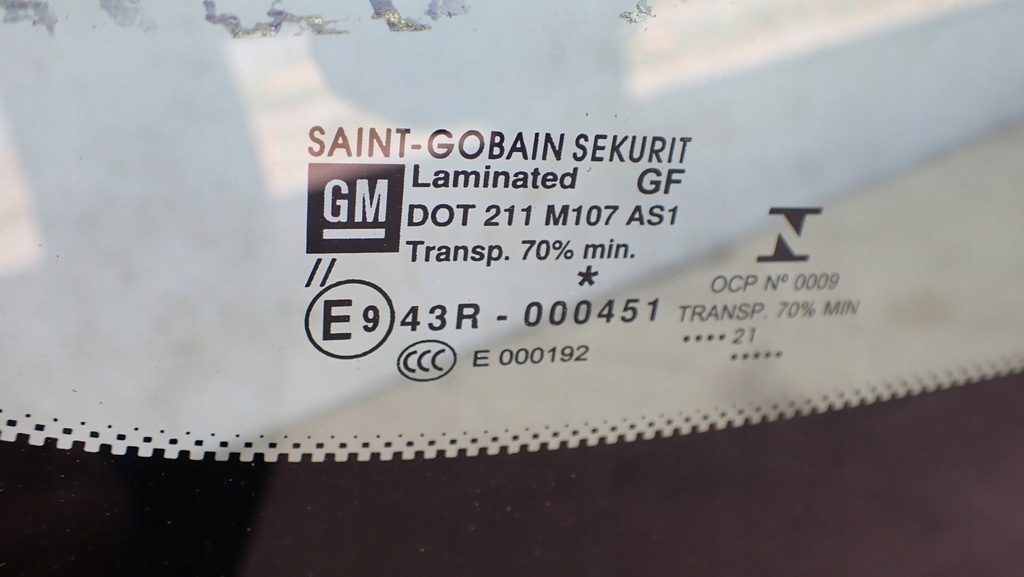 SAINT-GOBAIN SEKURIT
GM
Laminated GF
DOT 211 M107 AS1
Transp. 70% min.
//
*
E9 43R - 000451
CCC E 000192
N
OCP Nº 0009
TRANSP. 70% MIN
•••• 21
•••••